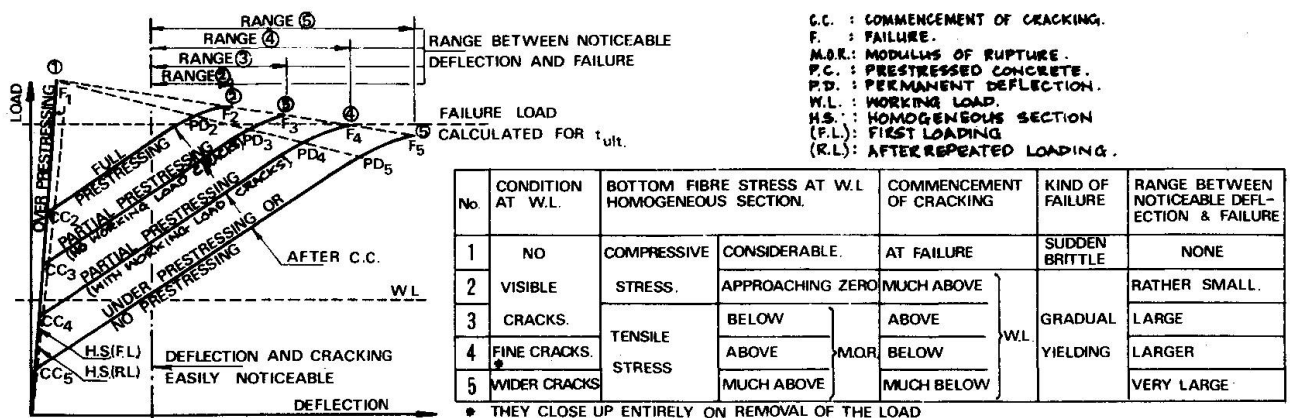 RANGE ⑤
RANGE ④
RANGE ③
RANGE ②
RANGE BETWEEN NOTICEABLE
DEFLECTION AND FAILURE
LOAD
①
F1
②
F2
③
F3
④
F4
⑤
F5
PD2
PD3
PD4
PD5
FAILURE LOAD
CALCULATED FOR tult.
OVER PRESTRESSING
FULL
PRESTRESSING
PARTIAL PRESTRESSING
(NO WORKING LOAD CRACKS)
PARTIAL PRESTRESSING
(WITH WORKING LOAD CRACKS)
UNDER PRESTRESSING OR
NO PRESTRESSING
CC2
CC3
CC4
CC5
AFTER C.C.
W L
H.S(F.L)
H.S(R.L)
DEFLECTION AND CRACKING
EASILY NOTICEABLE
DEFLECTION
C.C. : COMMENCEMENT OF CRACKING.
F. : FAILURE.
M.O.R.: MODULUS OF RUPTURE.
P.C. : PRESTRESSED CONCRETE.
P.D. : PERMANENT DEFLECTION.
W.L. : WORKING LOAD.
H.S. : HOMOGENEOUS SECTION
(F.L): FIRST LOADING
(R.L): AFTER REPEATED LOADING.
No. CONDITION AT W.L. BOTTOM FIBRE STRESS AT W.L HOMOGENEOUS SECTION. COMMENCEMENT OF CRACKING KIND OF FAILURE RANGE BETWEEN NOTICEABLE DEFL-ECTION & FAILURE
1 NO COMPRESSIVE CONSIDERABLE. AT FAILURE SUDDEN BRITTLE NONE
2 VISIBLE STRESS. APPROACHING ZERO MUCH ABOVE RATHER SMALL.
3 CRACKS. TENSILE BELOW ABOVE GRADUAL LARGE
4 FINE CRACKS. * STRESS ABOVE M.O.R. BELOW W.L. YIELDING LARGER
5 WIDER CRACKS MUCH ABOVE MUCH BELOW VERY LARGE
* THEY CLOSE UP ENTIRELY ON REMOVAL OF THE LOAD